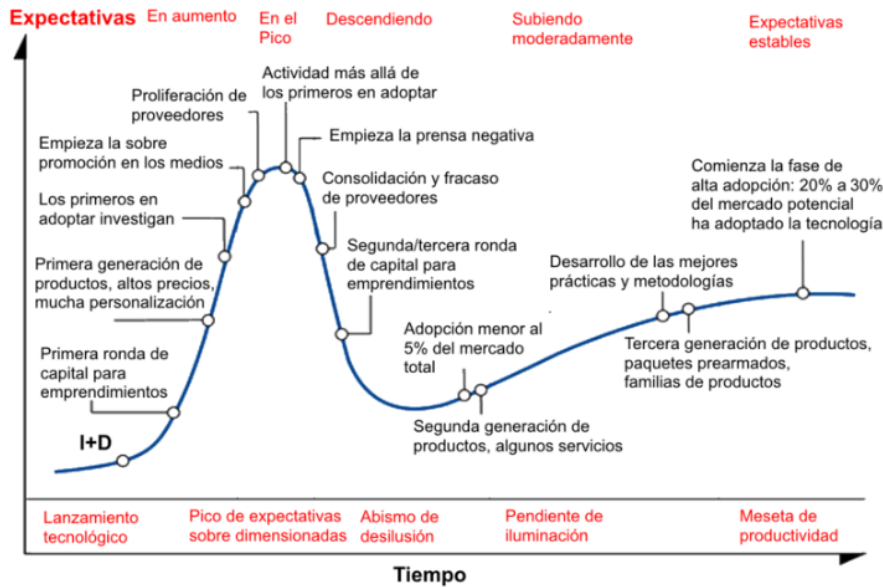 Expectativas
En aumento
En el
Pico
Descendiendo
Subiendo
moderadamente
Expectativas
estables
Actividad más allá de
los primeros en adoptar
Proliferación de
proveedores
Empieza la sobre
promoción en los medios
Empieza la prensa negativa
Los primeros en
adoptar investigan
Consolidación y fracaso
de proveedores
Comienza la fase de
alta adopción: 20% a 30%
del mercado potencial
ha adoptado la tecnología
Primera generación de
productos, altos precios,
mucha personalización
Segunda/tercera ronda
de capital para
emprendimientos
Desarrollo de las mejores
prácticas y metodologías
Primera ronda de
capital para
emprendimientos
Adopción menor al
5% del mercado
total
Tercera generación de productos,
paquetes prearmados,
familias de productos
I+D
Segunda generación de
productos, algunos servicios
Lanzamiento
tecnológico
Pico de expectativas
sobre dimensionadas
Abismo de
desilusión
Pendiente de
iluminación
Meseta de
productividad
Tiempo